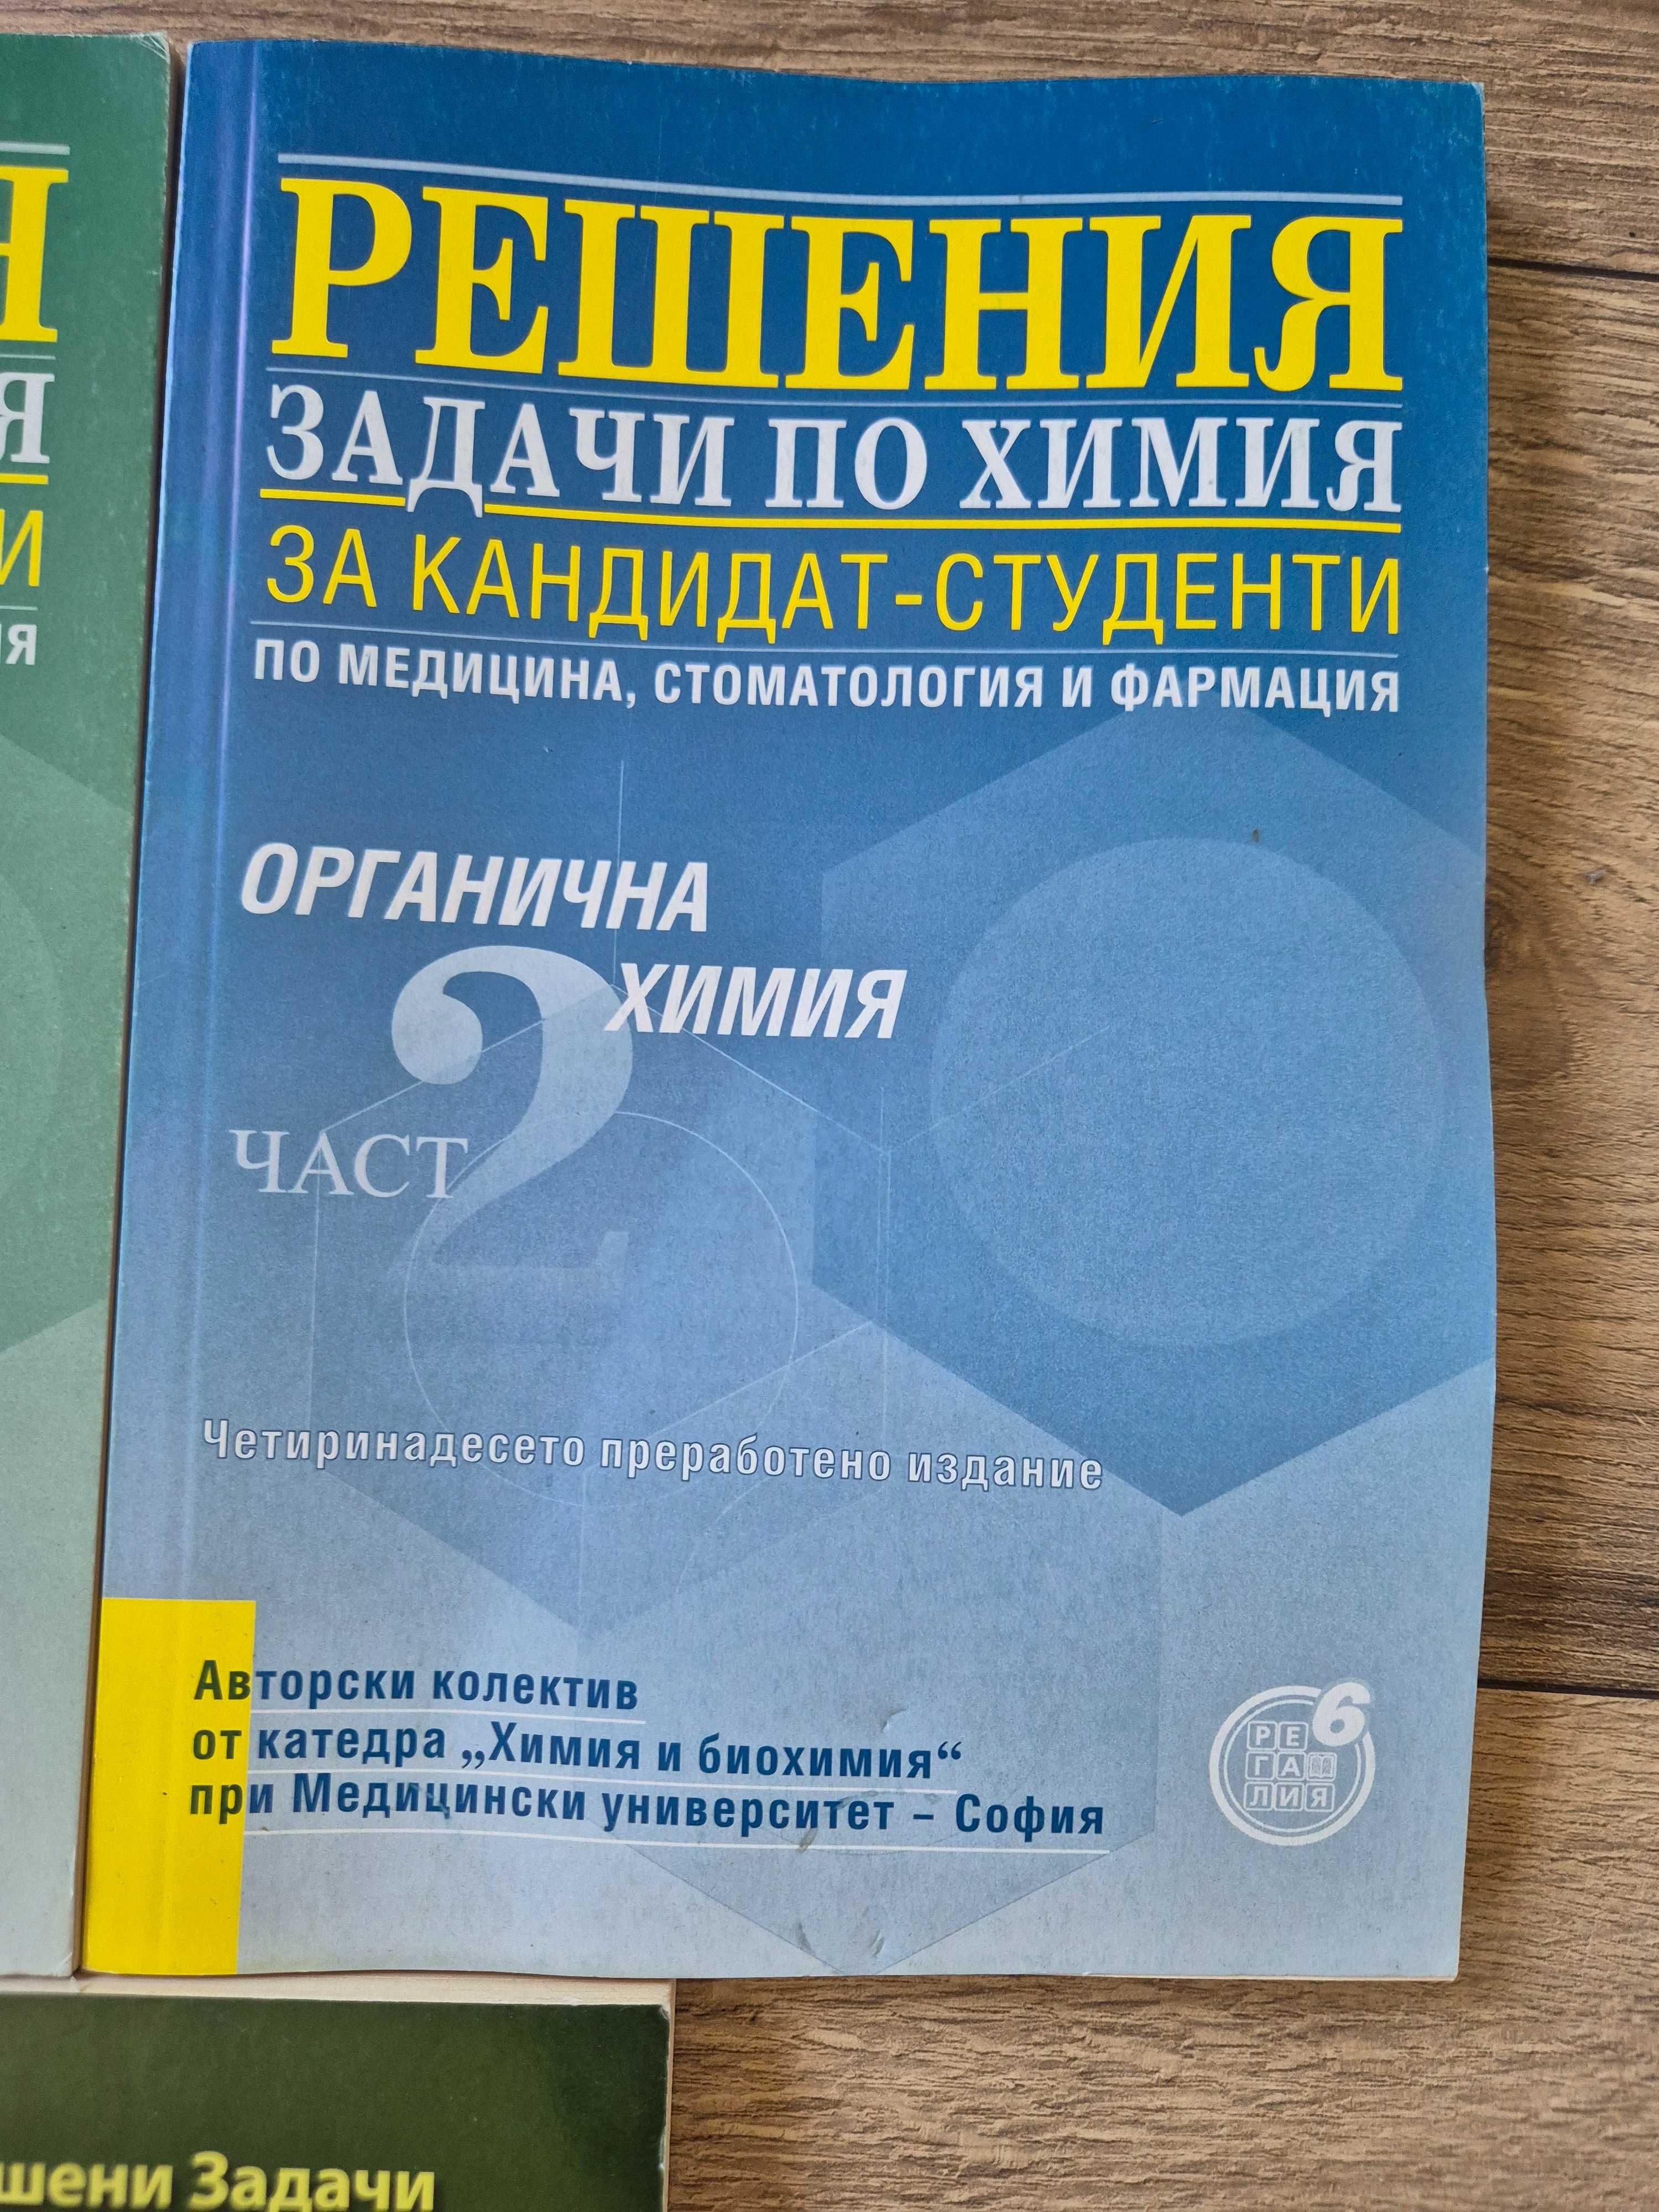 РЕШЕНИЯ
ЗАДАЧИ ПО ХИМИЯ
ЗА КАНДИДАТ-СТУДЕНТИ
ПО МЕДИЦИНА, СТОМАТОЛОГИЯ И ФАРМАЦИЯ
ОРГАНИЧНА
ХИМИЯ
ЧАСТ 2
Четиринадесето преработено издание
Авторски колектив
от катедра „Химия и биохимия“
при Медицински университет – София
РЕ 6
ГА
ЛИЯ
Задачи